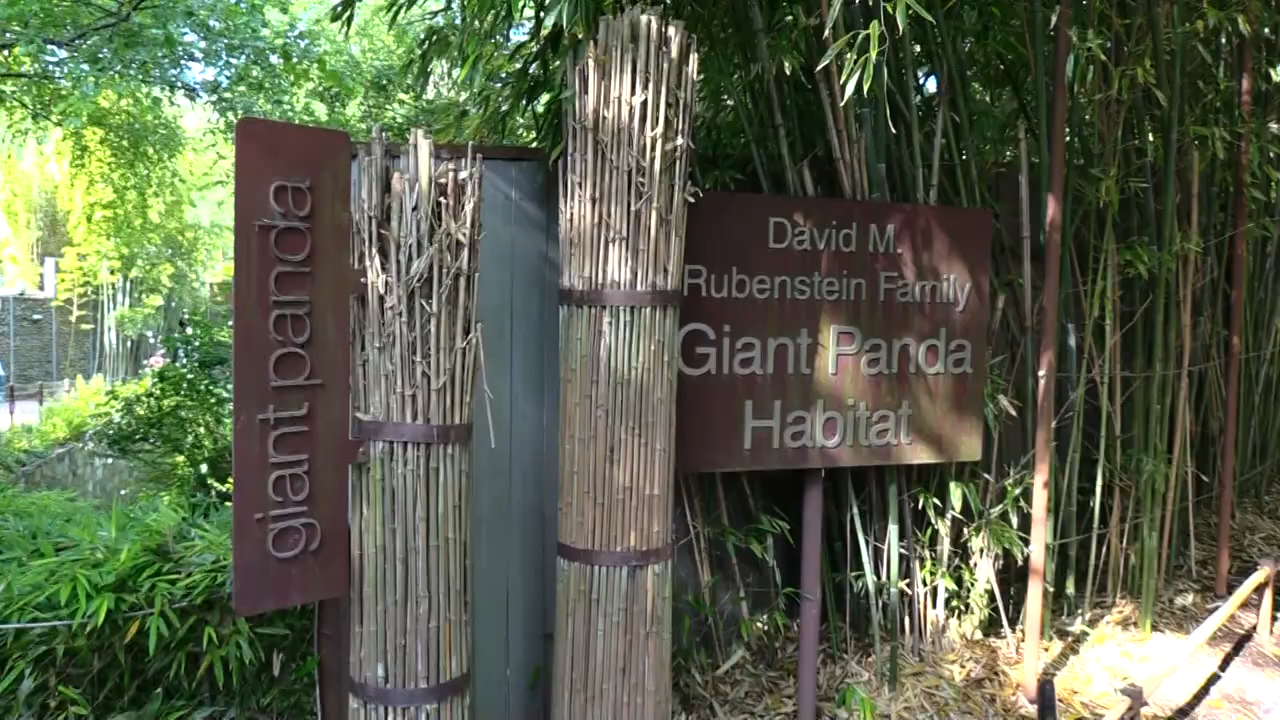 giant panda
David M.
Rubenstein Family
Giant Panda
Habitat